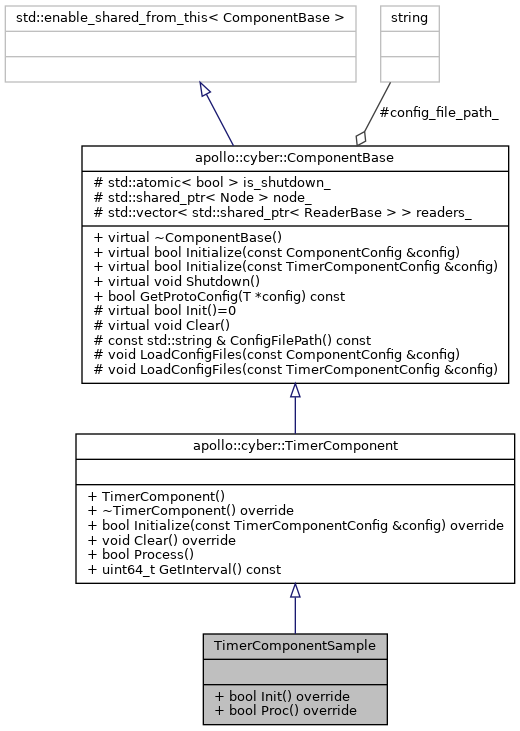 std::enable_shared_from_this< ComponentBase >
string
#config_file_path_
apollo::cyber::ComponentBase
# std::atomic< bool > is_shutdown_
# std::shared_ptr< Node > node_
# std::vector< std::shared_ptr< ReaderBase > > readers_
+ virtual ~ComponentBase()
+ virtual bool Initialize(const ComponentConfig &config)
+ virtual bool Initialize(const TimerComponentConfig &config)
+ virtual void Shutdown()
+ bool GetProtoConfig(T *config) const
# virtual bool Init()=0
# virtual void Clear()
# const std::string & ConfigFilePath() const
# void LoadConfigFiles(const ComponentConfig &config)
# void LoadConfigFiles(const TimerComponentConfig &config)
apollo::cyber::TimerComponent
+ TimerComponent()
+ ~TimerComponent() override
+ bool Initialize(const TimerComponentConfig &config) override
+ void Clear() override
+ bool Process()
+ uint64_t GetInterval() const
TimerComponentSample
+ bool Init() override
+ bool Proc() override